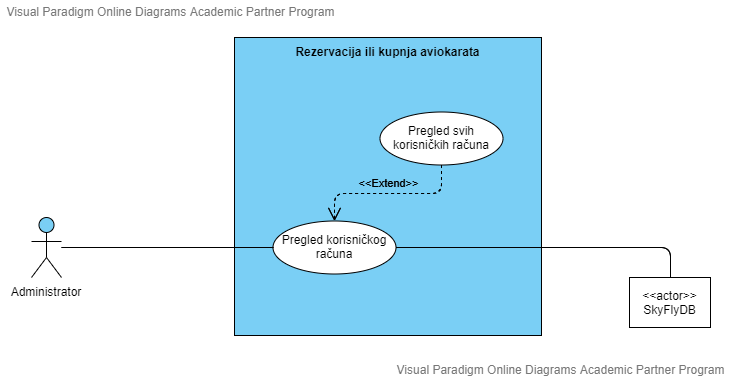 Visual Paradigm Online Diagrams Academic Partner Program
Rezervacija ili kupnja aviokarata
Pregled svih
korisničkih računa
<<Extend>>
Pregled korisničkog
računa
Administrator
<<actor>>
SkyFlyDB
Visual Paradigm Online Diagrams Academic Partner Program